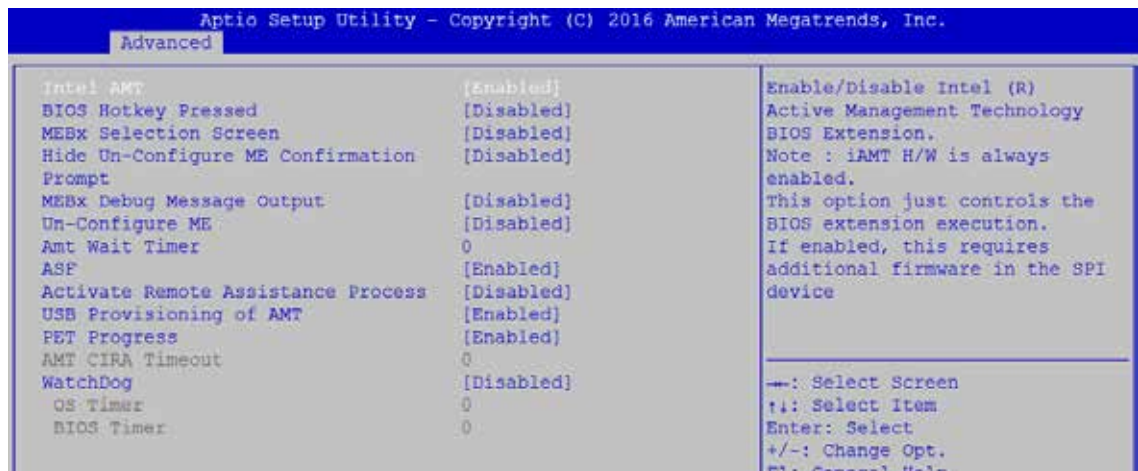 Aptio Setup Utility - Copyright (C) 2016 American Megatrends, Inc.
Advanced
Intel AMT [Enabled]
BIOS Hotkey Pressed [Disabled]
MEBx Selection Screen [Disabled]
Hide Un-Configure ME Confirmation [Disabled]
Prompt
MEBx Debug Message Output [Disabled]
Un-Configure ME [Disabled]
Amt Wait Timer 0
ASF [Enabled]
Activate Remote Assistance Process [Disabled]
USB Provisioning of AMT [Enabled]
PET Progress [Enabled]
AMT CIRA Timeout 0
WatchDog [Disabled]
OS Timer 0
BIOS Timer 0
Enable/Disable Intel (R)
Active Management Technology
BIOS Extension.
Note : iAMT H/W is always
enabled.
This option just controls the
BIOS extension execution.
If enabled, this requires
additional firmware in the SPI
device
→←: Select Screen
↑↓: Select Item
Enter: Select
+/-: Change Opt.
F1: General Help